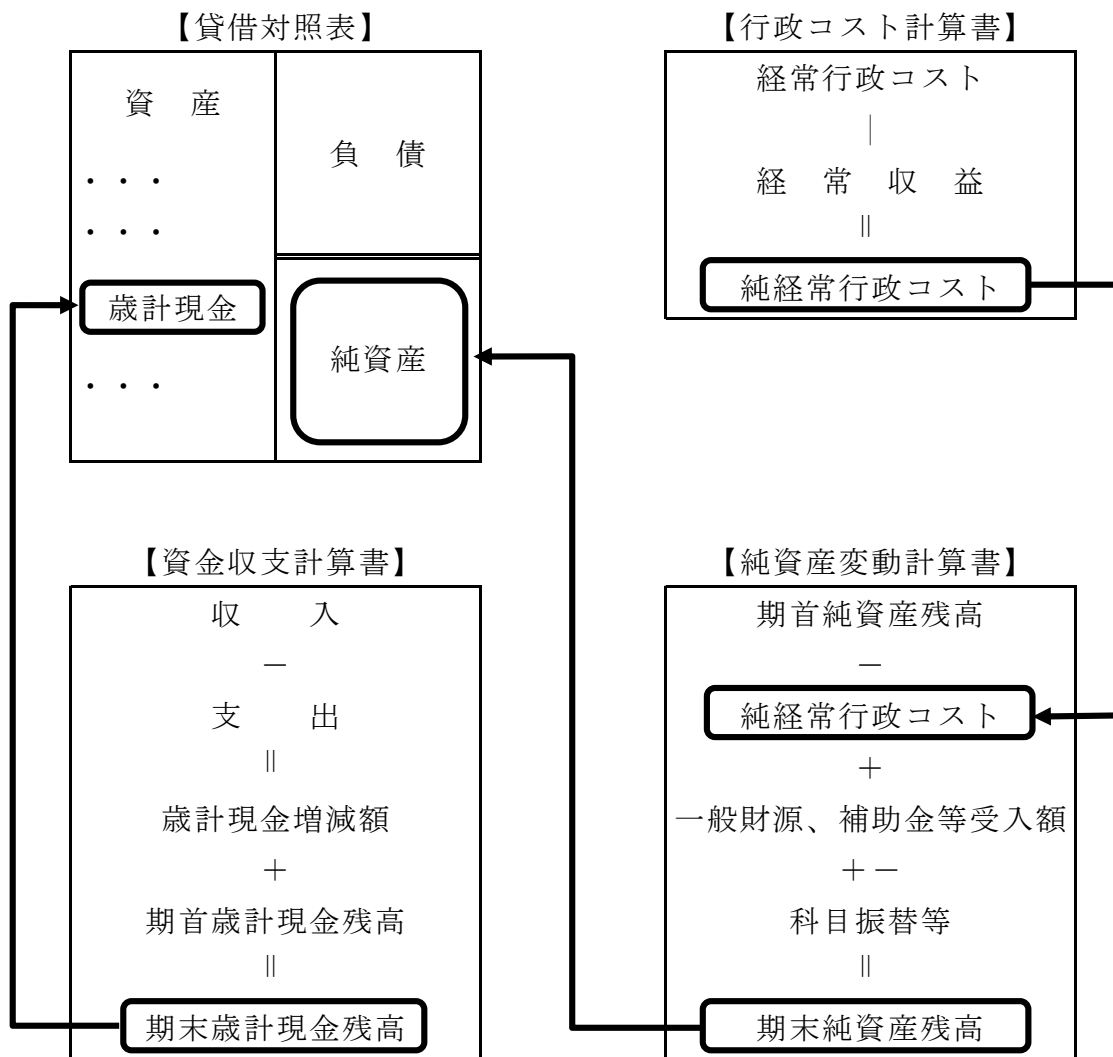 【貸借対照表】
資 産
・・・
・・・
歳計現金
・・・
負 債
純資産
【行政コスト計算書】
経常行政コスト
｜
経 常 収 益
‖
純経常行政コスト
【資金収支計算書】
収 入
－
支 出
‖
歳計現金増減額
＋
期首歳計現金残高
‖
期末歳計現金残高
【純資産変動計算書】
期首純資産残高
－
純経常行政コスト
＋
一般財源、補助金等受入額
＋－
科目振替等
‖
期末純資産残高